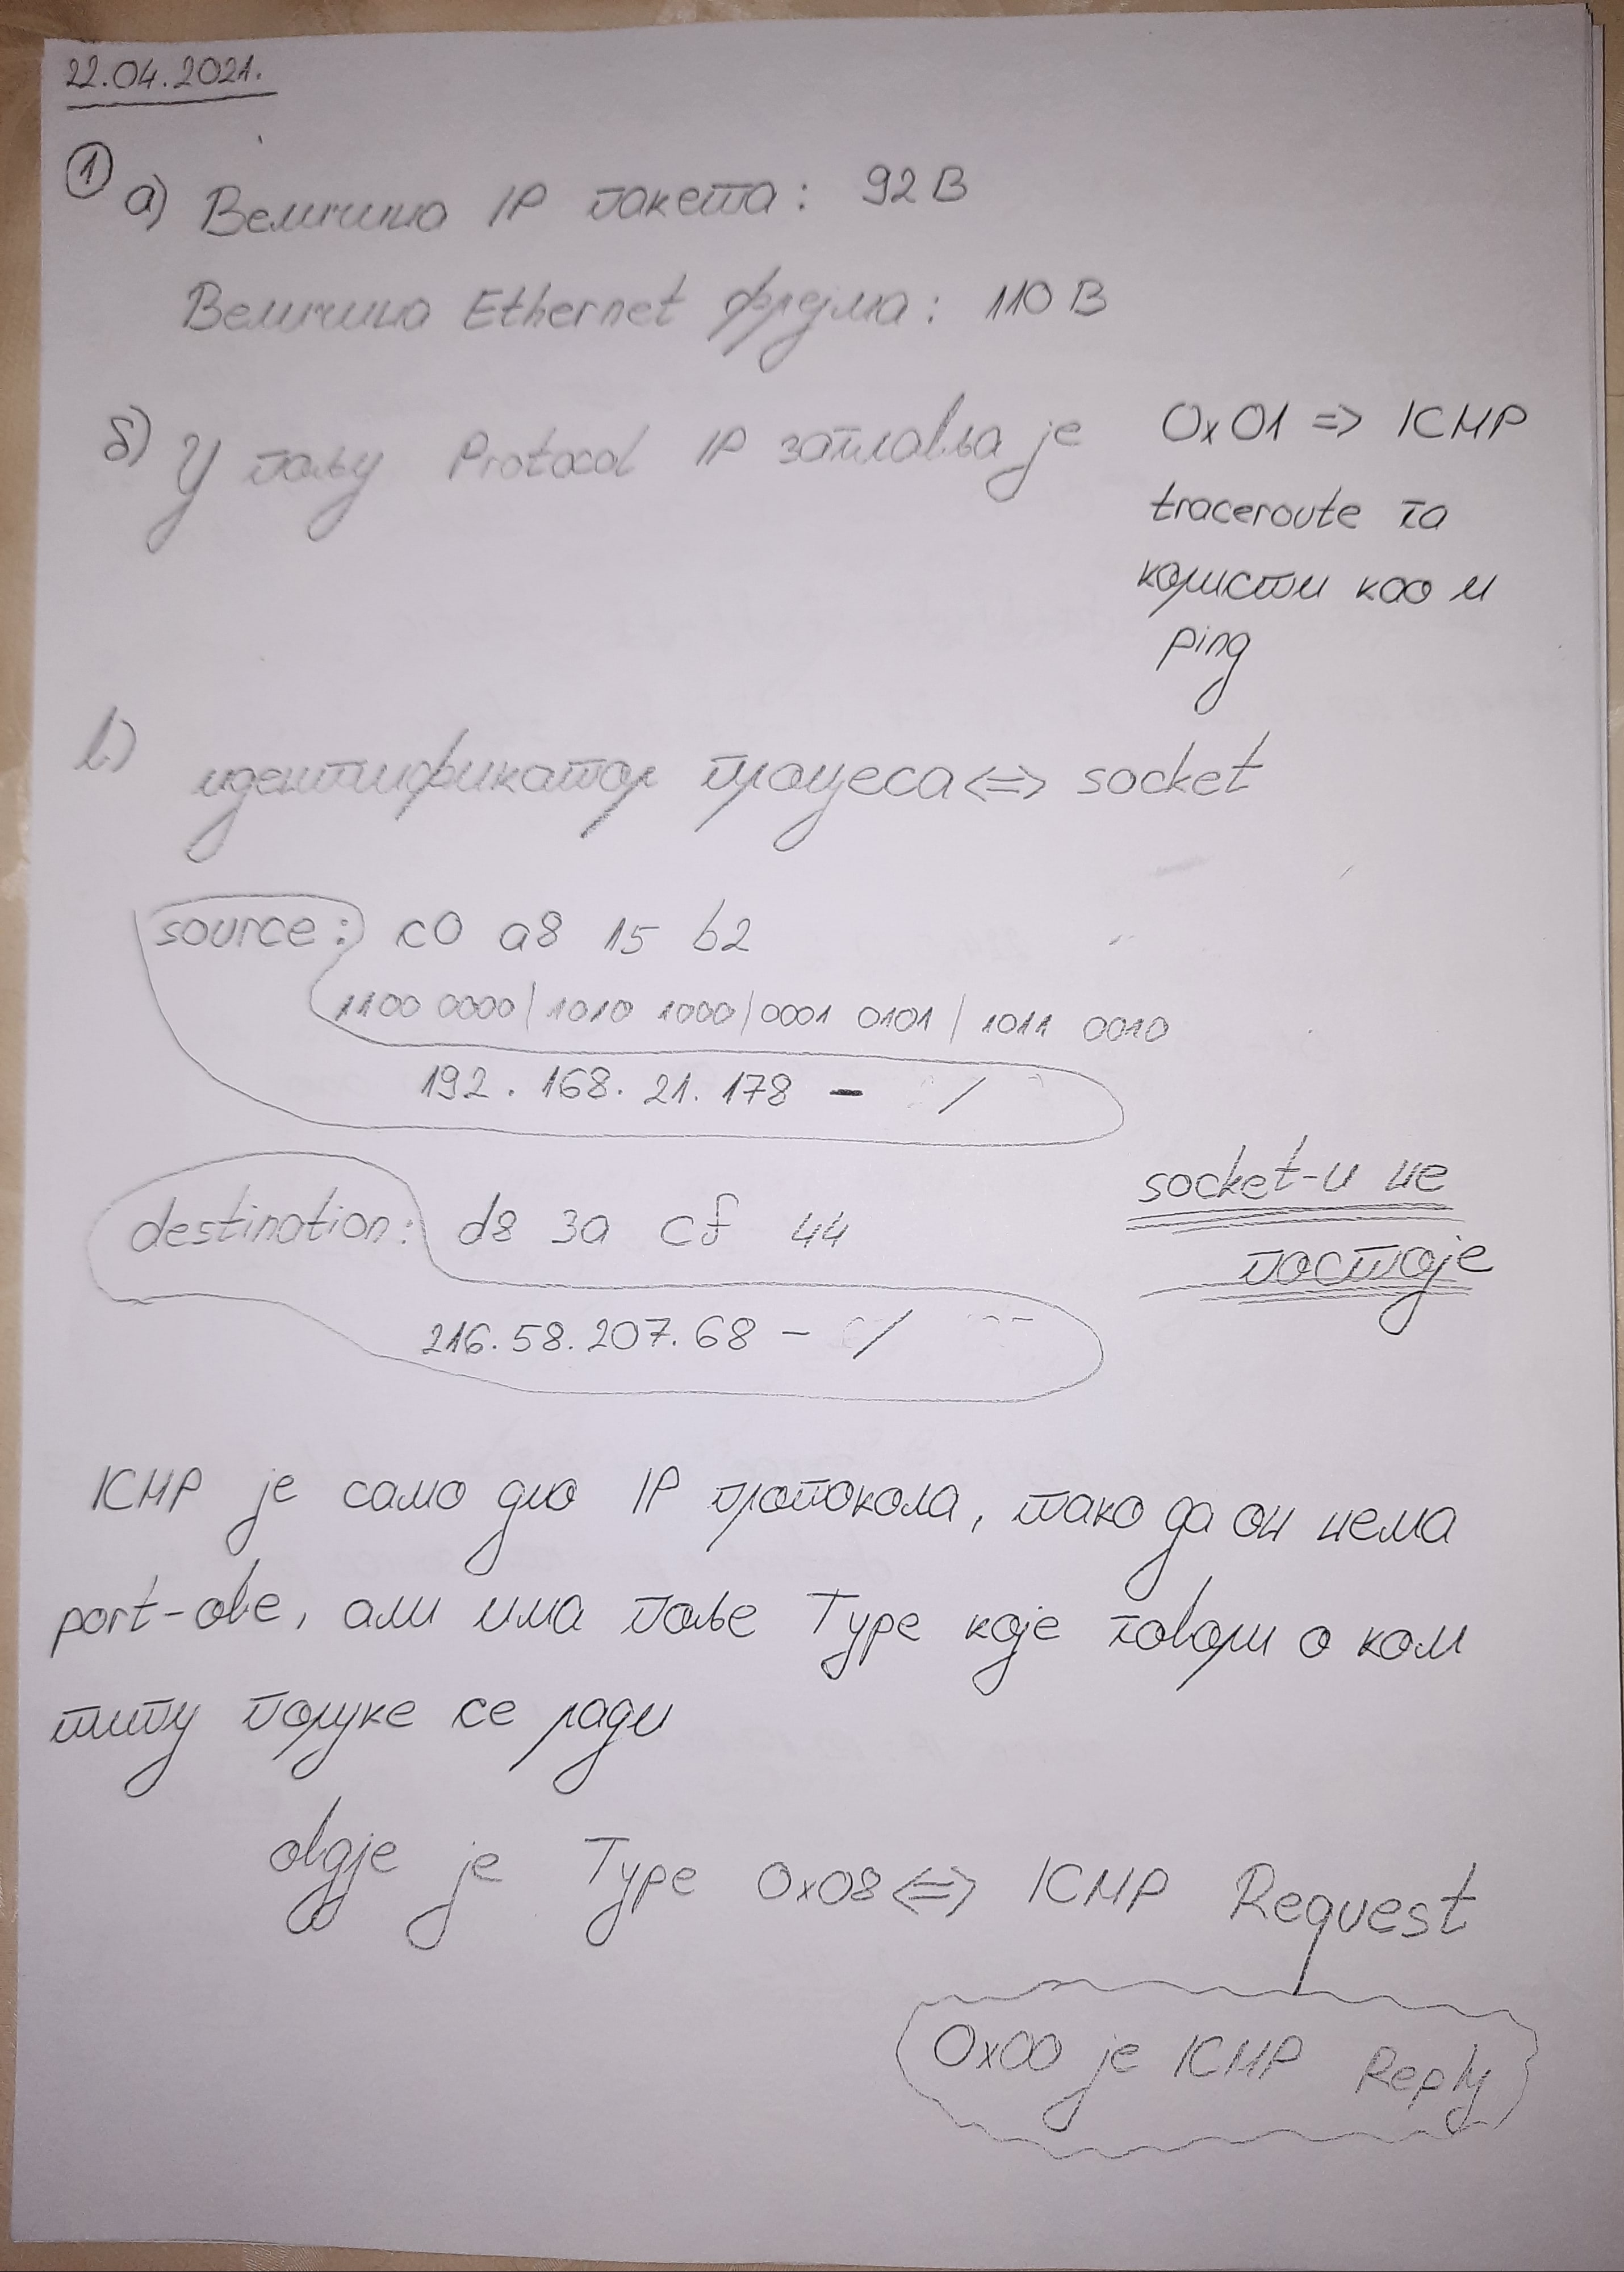 22.04.2021.
1 а) Величина IP пакета: 92 B
Величина Ethernet фрејма: 110 B
б) У пољу Protocol IP заглавља је 0x01 => ICMP
traceroute га
користи као и
ping
в) идентификатор процеса <=> socket
source: c0 a8 15 b2
1100 0000 | 1010 1000 | 0001 0101 | 1011 0010
192.168.21.178 - /
destination: d8 3a cf 44
216.58.207.68 - /
socket-и не
постоје
ICMP је само дио IP протокола, тако да он нема
port-ове, али има поље Type које говори о ком
типу поруке се ради
овдје је Type 0x08 <=> ICMP Request
0x00 је ICMP Reply